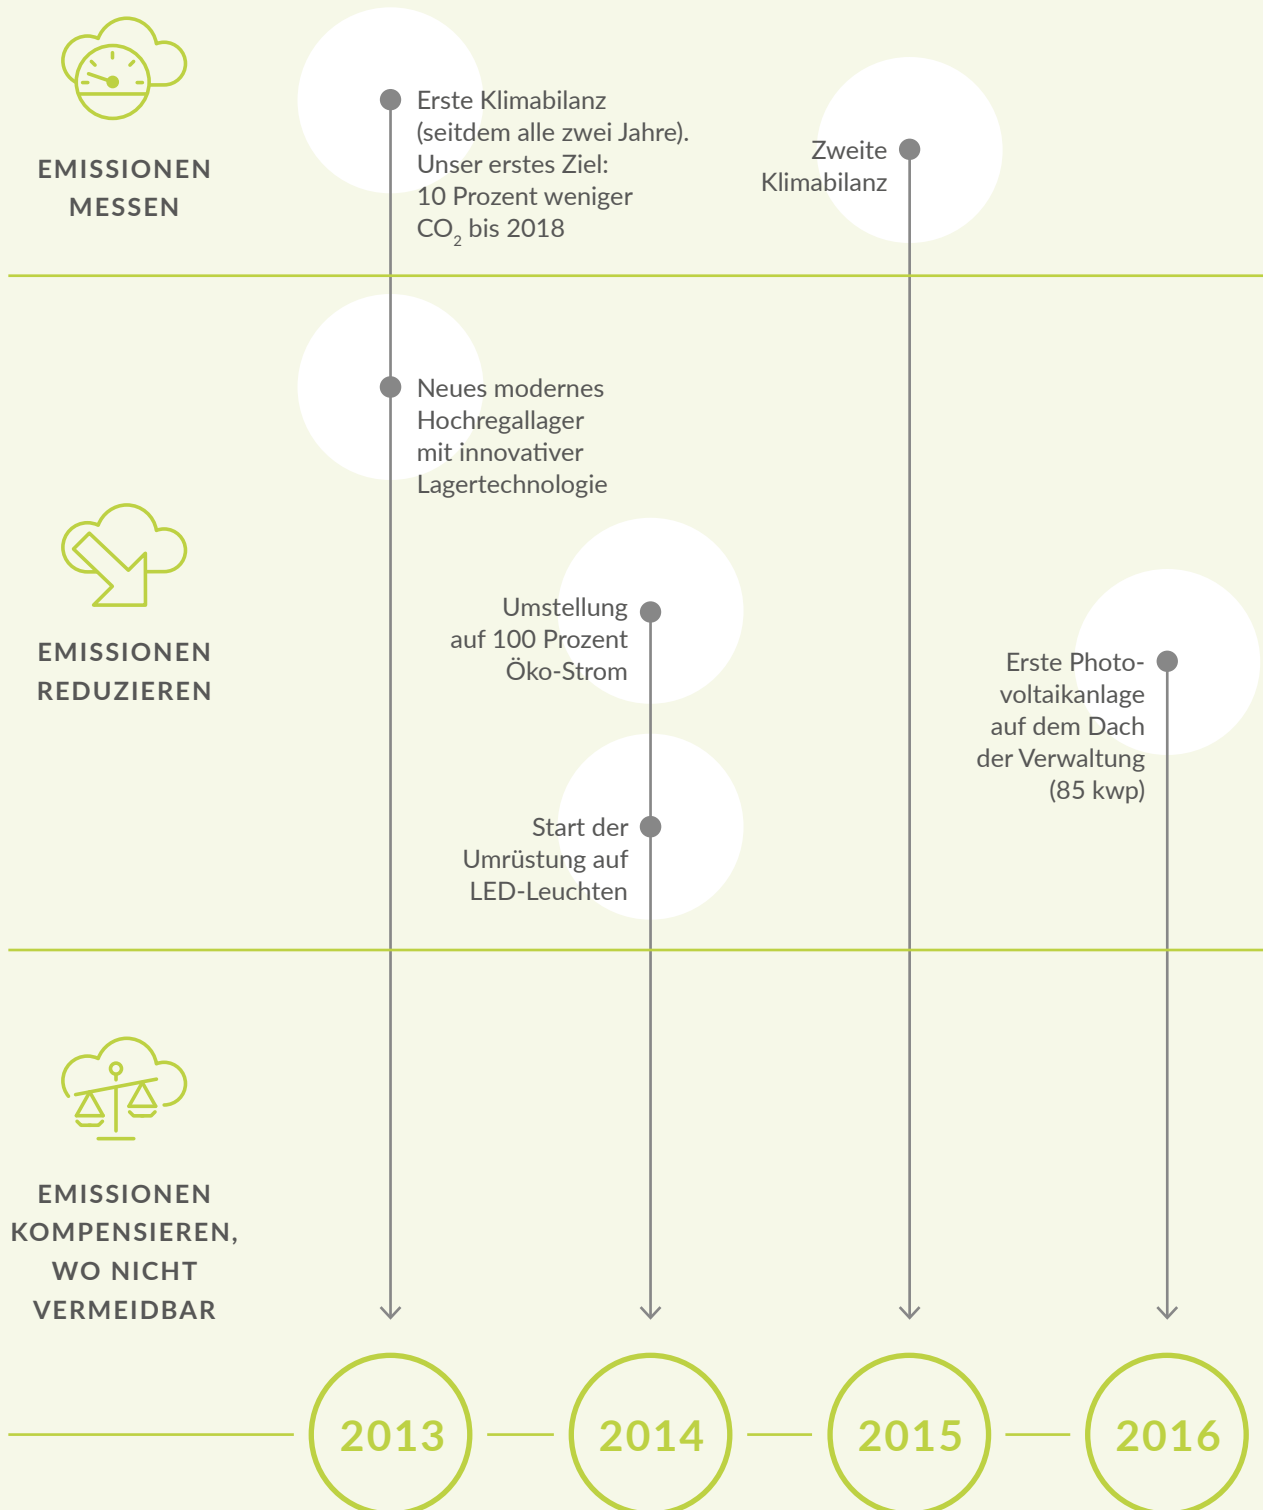 EMISSIONEN
MESSEN
Erste Klimabilanz
(seitdem alle zwei Jahre).
Unser erstes Ziel:
10 Prozent weniger
CO₂ bis 2018
Zweite
Klimabilanz
EMISSIONEN
REDUZIEREN
Neues modernes
Hochregallager
mit innovativer
Lagertechnologie
Umstellung
auf 100 Prozent
Öko-Strom
Start der
Umrüstung auf
LED-Leuchten
Erste Photo-
voltaikanlage
auf dem Dach
der Verwaltung
(85 kwp)
EMISSIONEN
KOMPENSIEREN,
WO NICHT
VERMEIDBAR
2013
2014
2015
2016